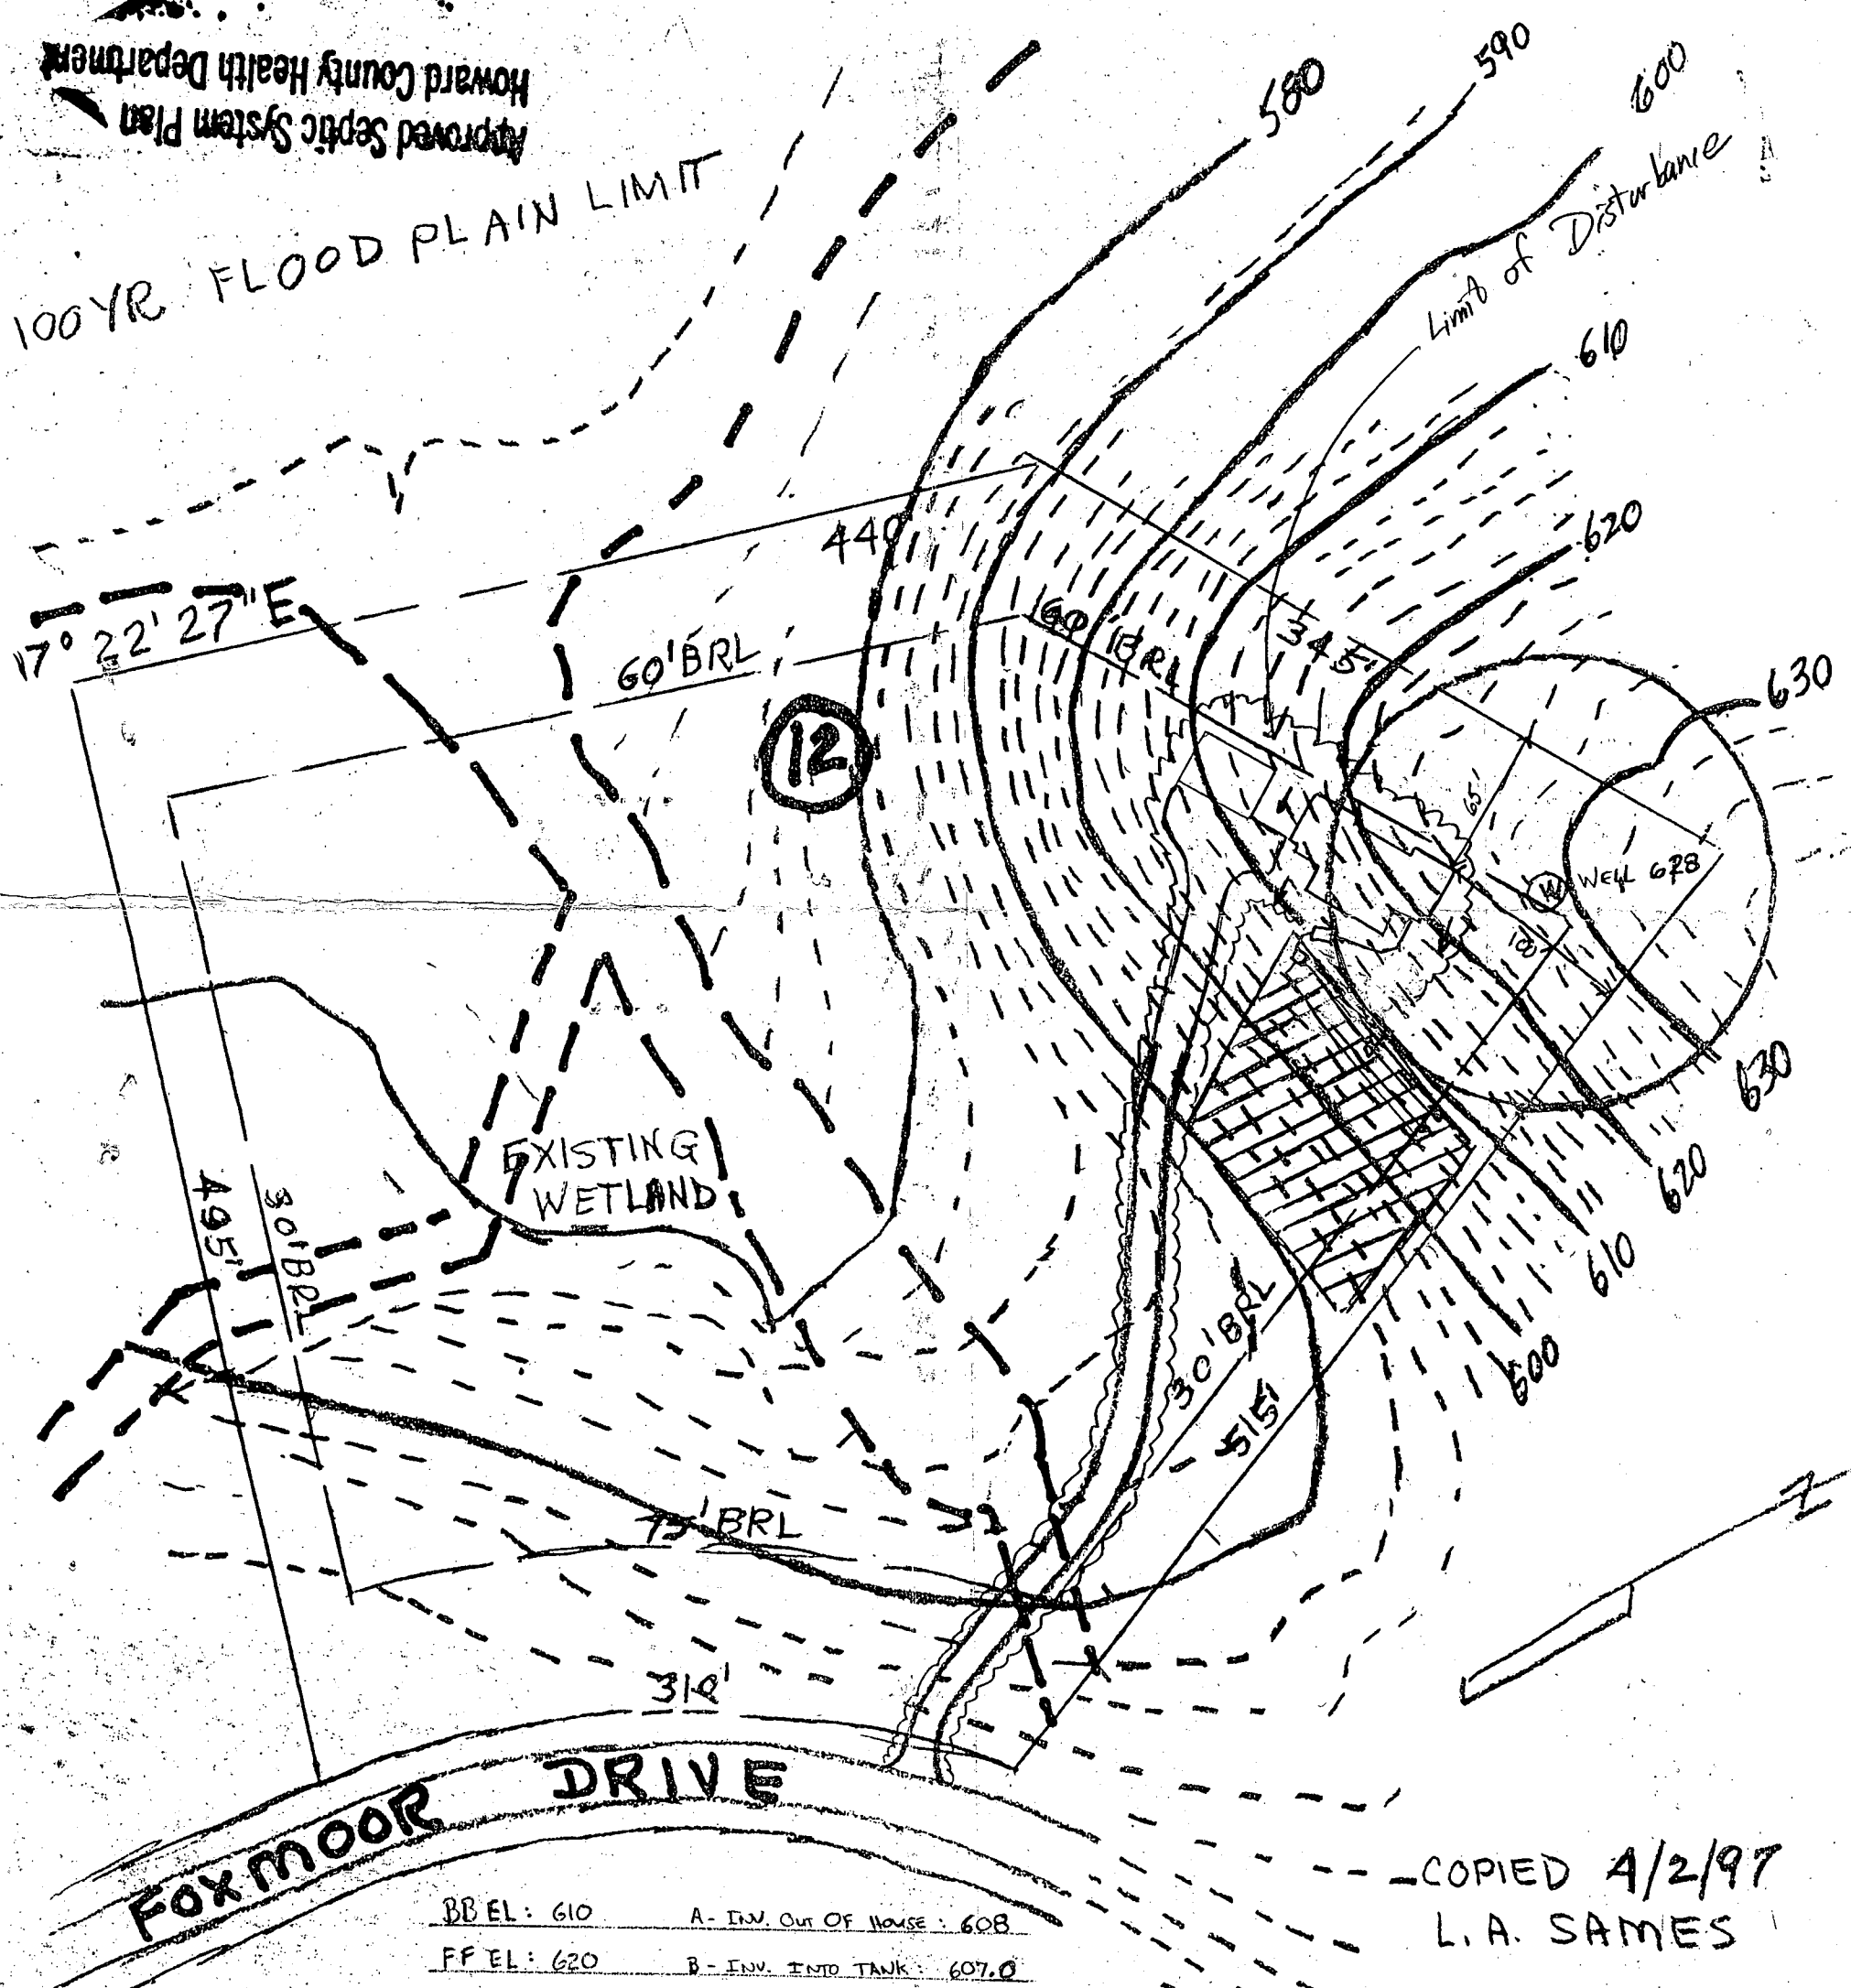 Approved Septic System Plan
Howard County Health Department
100 YR FLOOD PLAIN LIMIT
580
590
600
Limit of Disturbance
610
620
630
17° 22' 27" E
440
60' BRL
60' BRL
345'
12
65'
W WELL 628
EXISTING
WETLAND
495'
30' BRL
630
620
610
600
30' BRL
515'
75' BRL
318'
N
FOXMOOR DRIVE
COPIED 4/2/97
L.A. SAMES
BB EL: 610 A- INV. OUT OF HOUSE: 608
FF EL: 620 B- INV. INTO TANK: 607.0